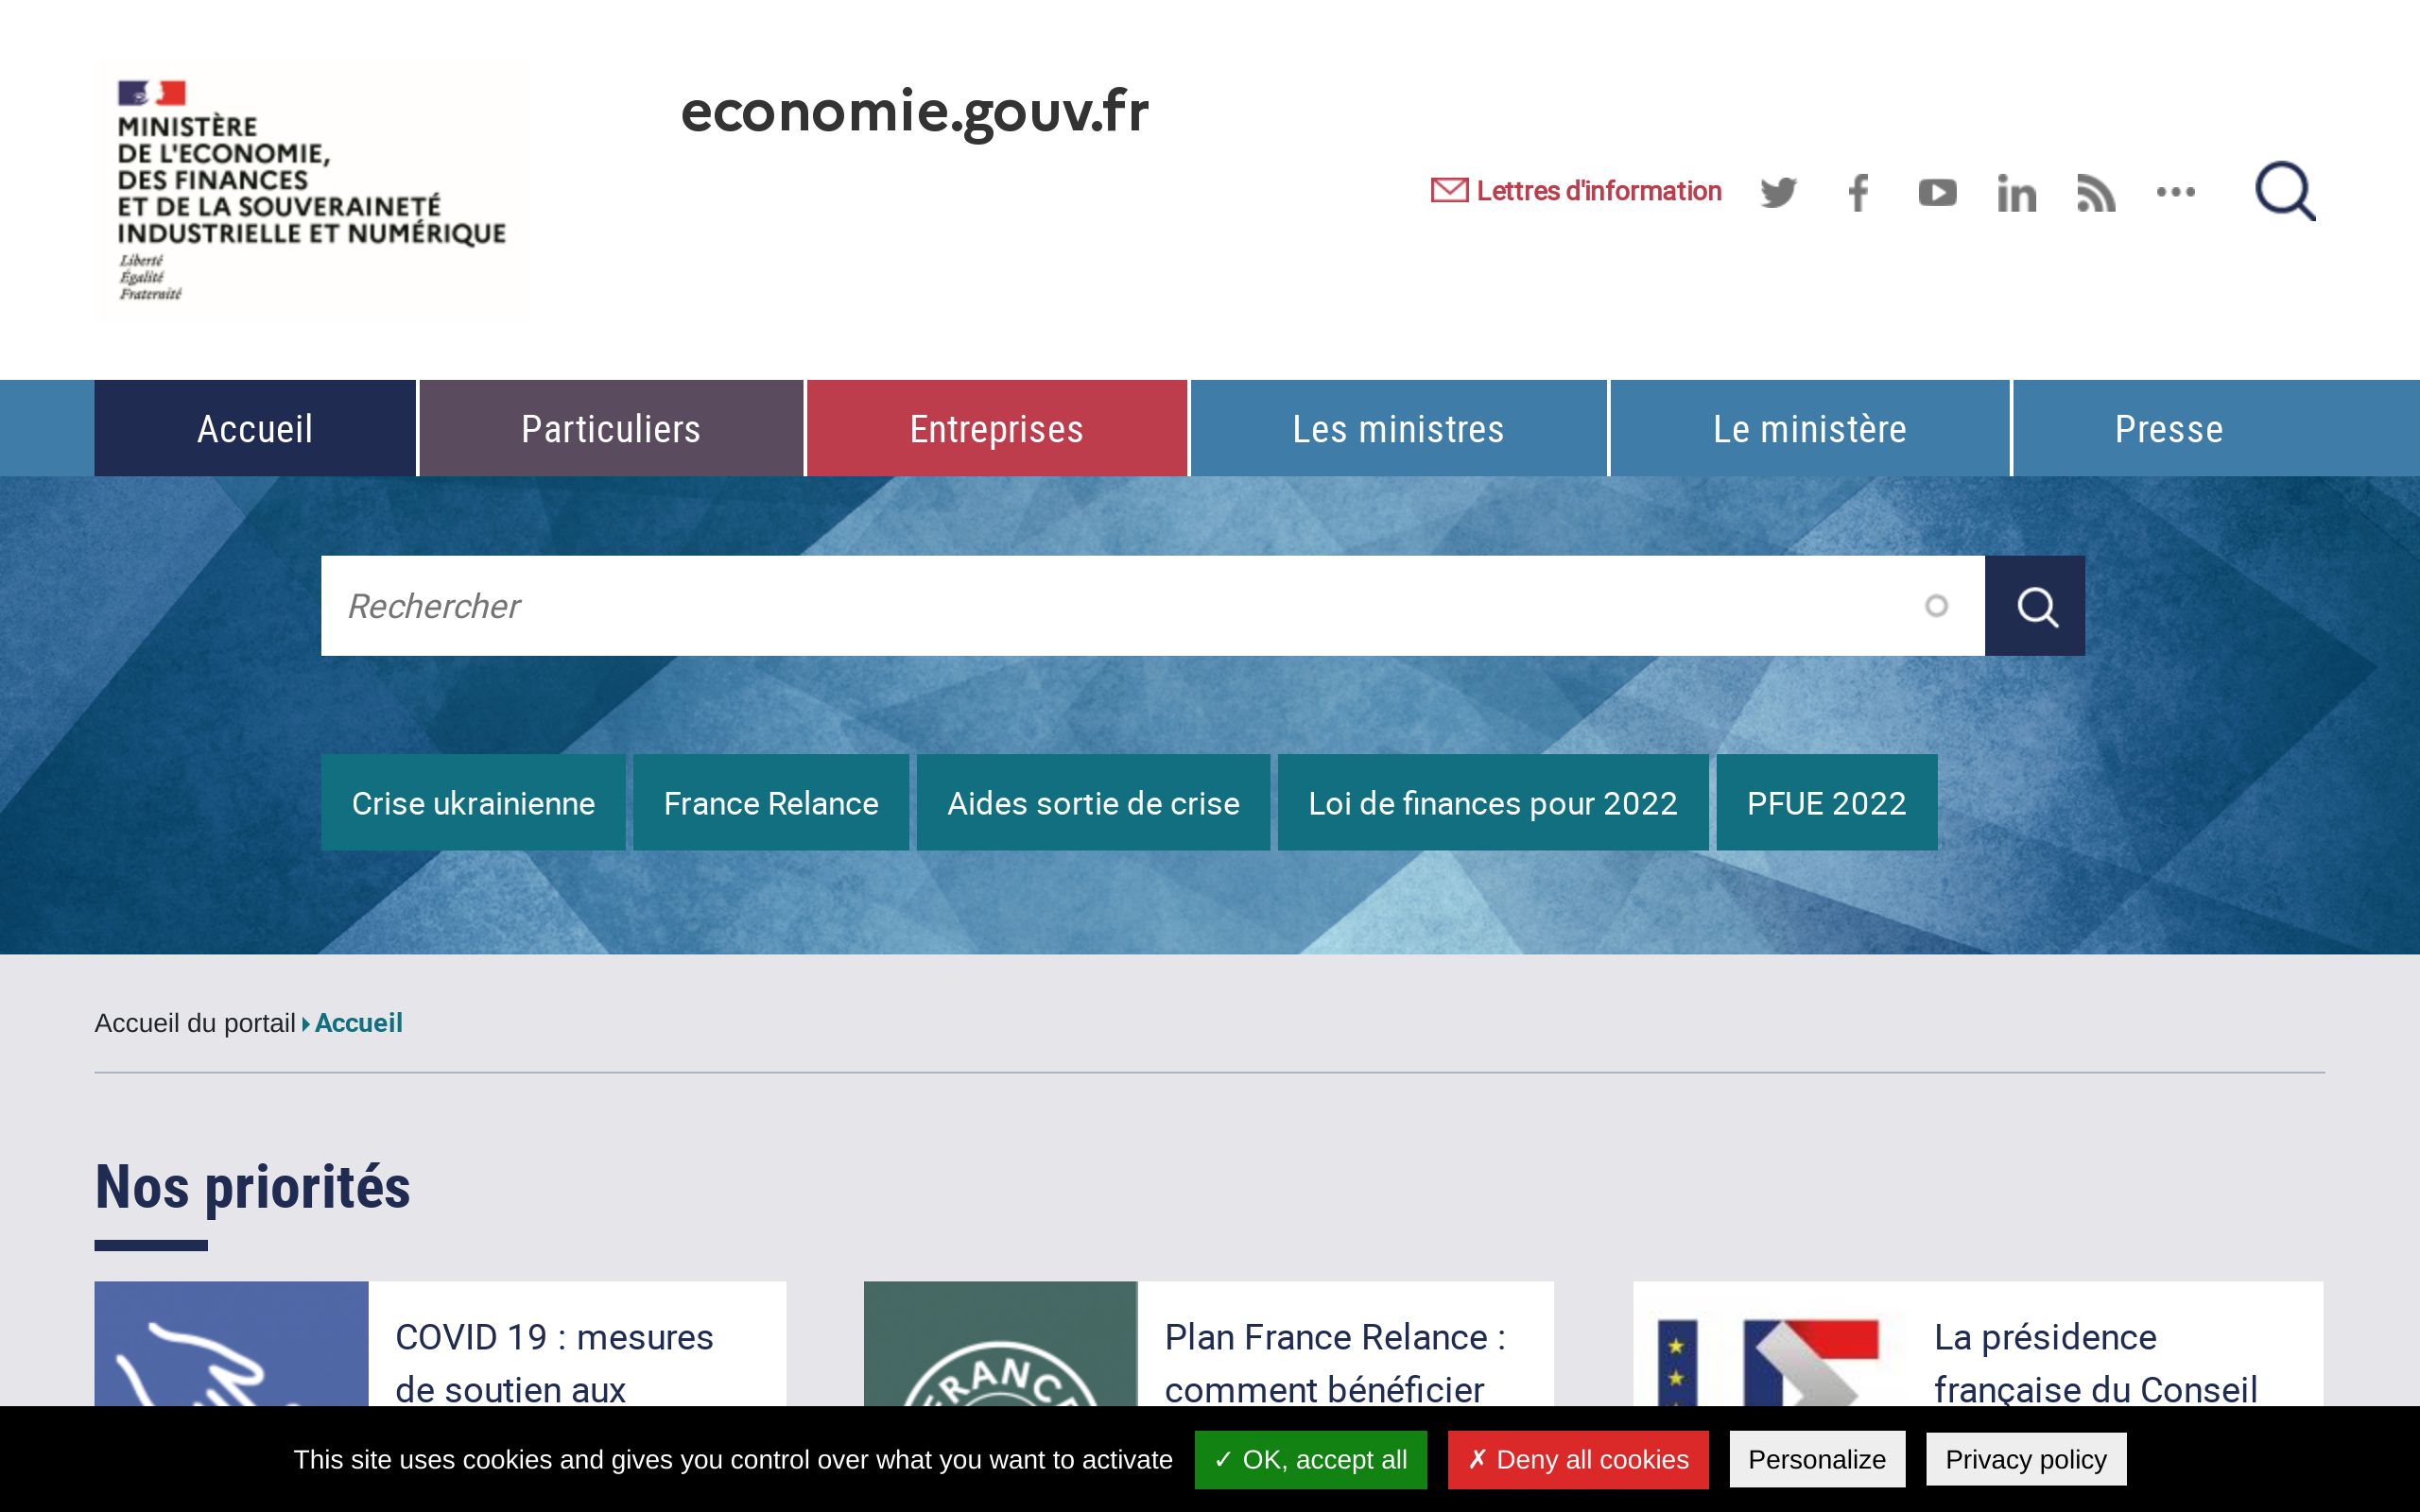 MINISTÈRE
DE L'ECONOMIE,
DES FINANCES
ET DE LA SOUVERAINETÉ
INDUSTRIELLE ET NUMÉRIQUE
Liberté
Égalité
Fraternité
economie.gouv.fr
Lettres d'information
Accueil
Particuliers
Entreprises
Les ministres
Le ministère
Presse
Rechercher
Crise ukrainienne
France Relance
Aides sortie de crise
Loi de finances pour 2022
PFUE 2022
Accueil du portail Accueil
Nos priorités
COVID 19 : mesures
de soutien aux
FRANCE
Plan France Relance :
comment bénéficier
La présidence
française du Conseil
This site uses cookies and gives you control over what you want to activate
✓ OK, accept all
✗ Deny all cookies
Personalize
Privacy policy